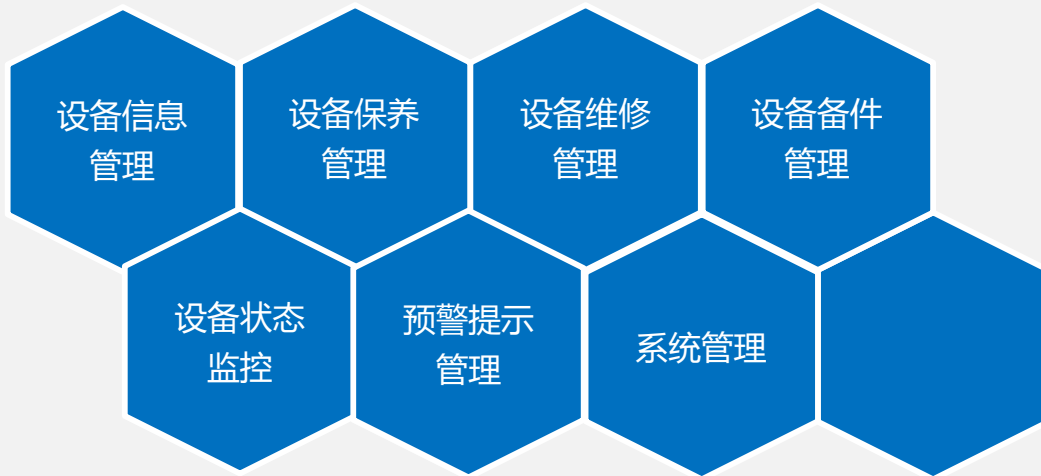 设备信息
管理
设备保养
管理
设备维修
管理
设备备件
管理
设备状态
监控
预警提示
管理
系统管理